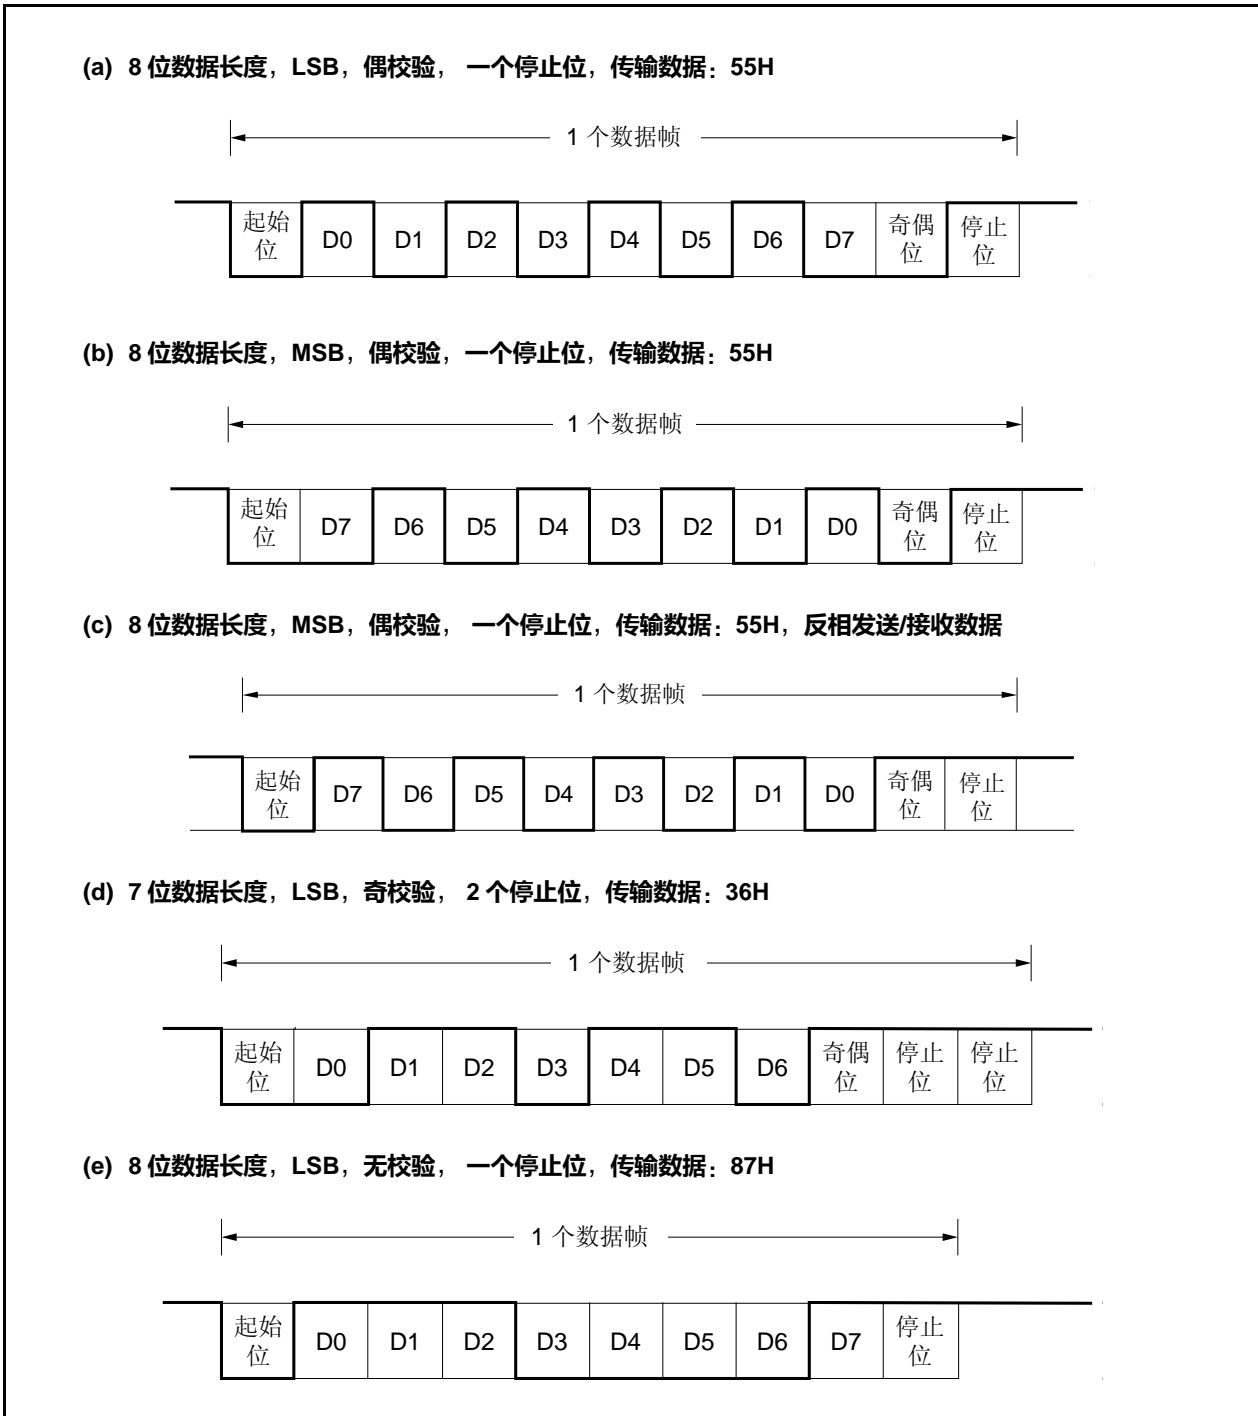 (a) 8 位数据长度，LSB，偶校验， 一个停止位，传输数据：55H
1 个数据帧
起始位 D0 D1 D2 D3 D4 D5 D6 D7 奇偶位 停止位
(b) 8 位数据长度，MSB，偶校验，一个停止位，传输数据：55H
1 个数据帧
起始位 D7 D6 D5 D4 D3 D2 D1 D0 奇偶位 停止位
(c) 8 位数据长度，MSB，偶校验， 一个停止位，传输数据：55H，反相发送/接收数据
1 个数据帧
起始位 D7 D6 D5 D4 D3 D2 D1 D0 奇偶位 停止位
(d) 7 位数据长度，LSB，奇校验， 2 个停止位，传输数据：36H
1 个数据帧
起始位 D0 D1 D2 D3 D4 D5 D6 奇偶位 停止位 停止位
(e) 8 位数据长度，LSB，无校验， 一个停止位，传输数据：87H
1 个数据帧
起始位 D0 D1 D2 D3 D4 D5 D6 D7 停止位